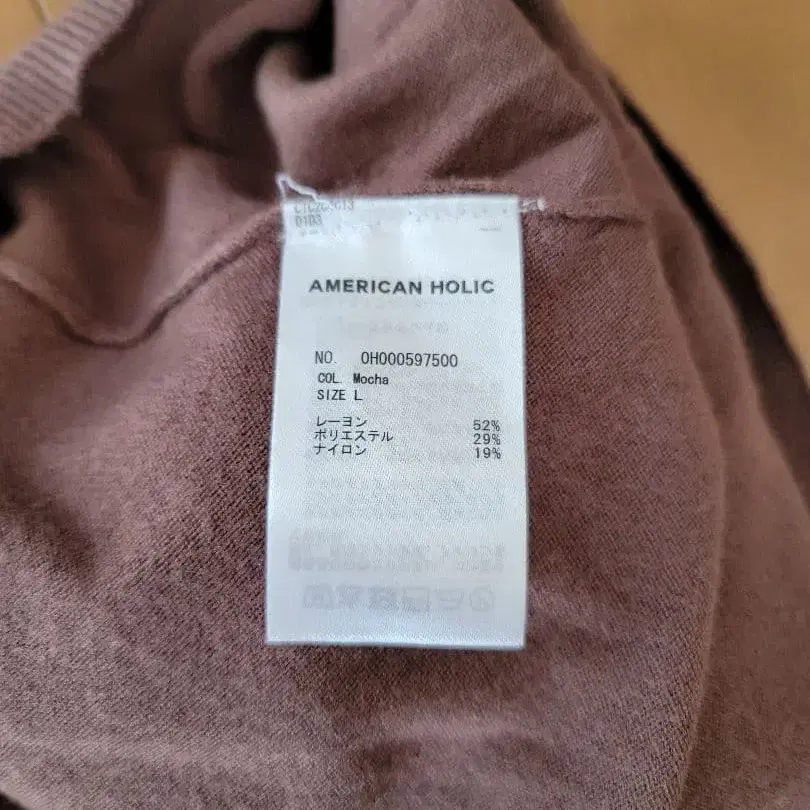 0103
AMERICAN HOLIC
NO. 0H000597500
COL. Mocha
SIZE L
レーヨン 52%
ポリエステル 29%
ナイロン 19%